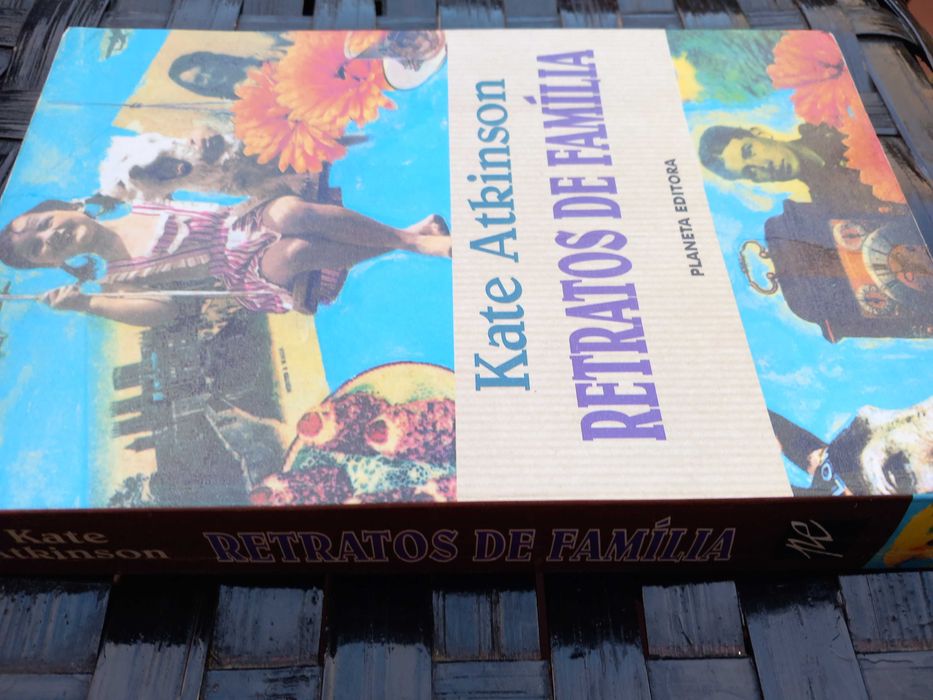 Kate Atkinson
RETRATOS DE FAMÍLIA
PLANETA EDITORA
Kate
Atkinson
RETRATOS DE FAMÍLIA